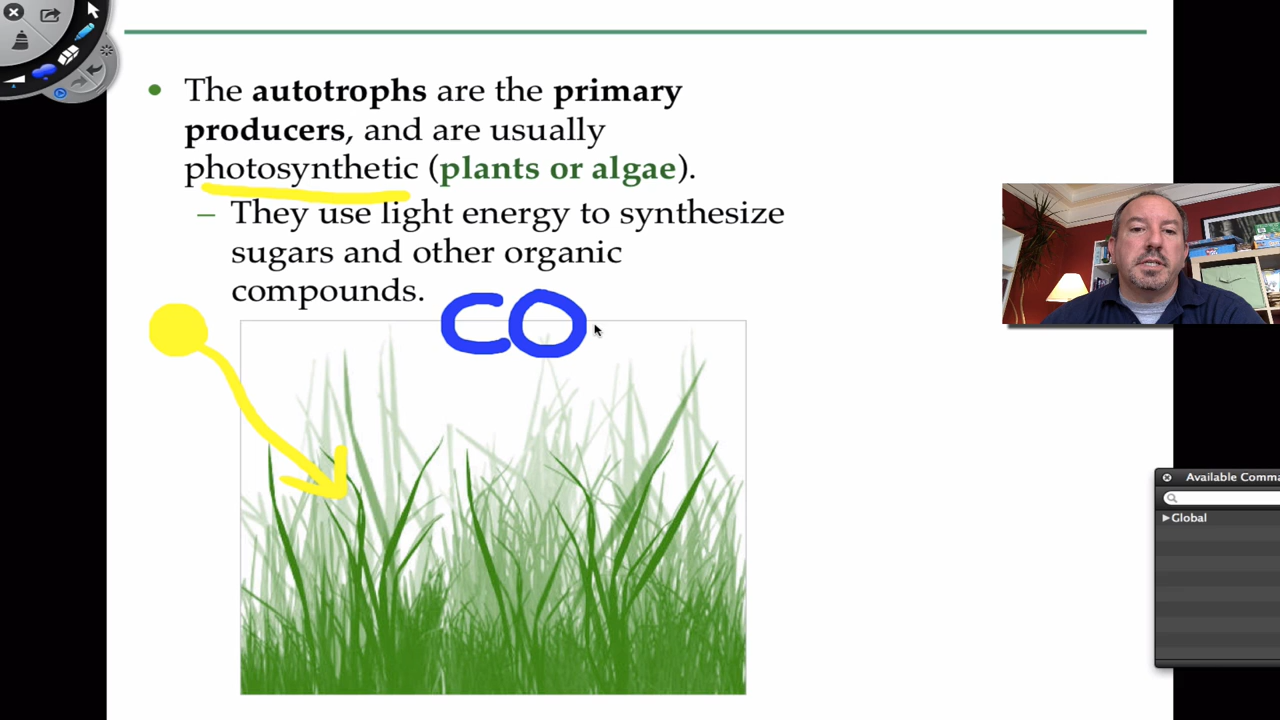 • The autotrophs are the primary
producers, and are usually
photosynthetic (plants or algae).
– They use light energy to synthesize
sugars and other organic
compounds.
CO
Available Comma
Global